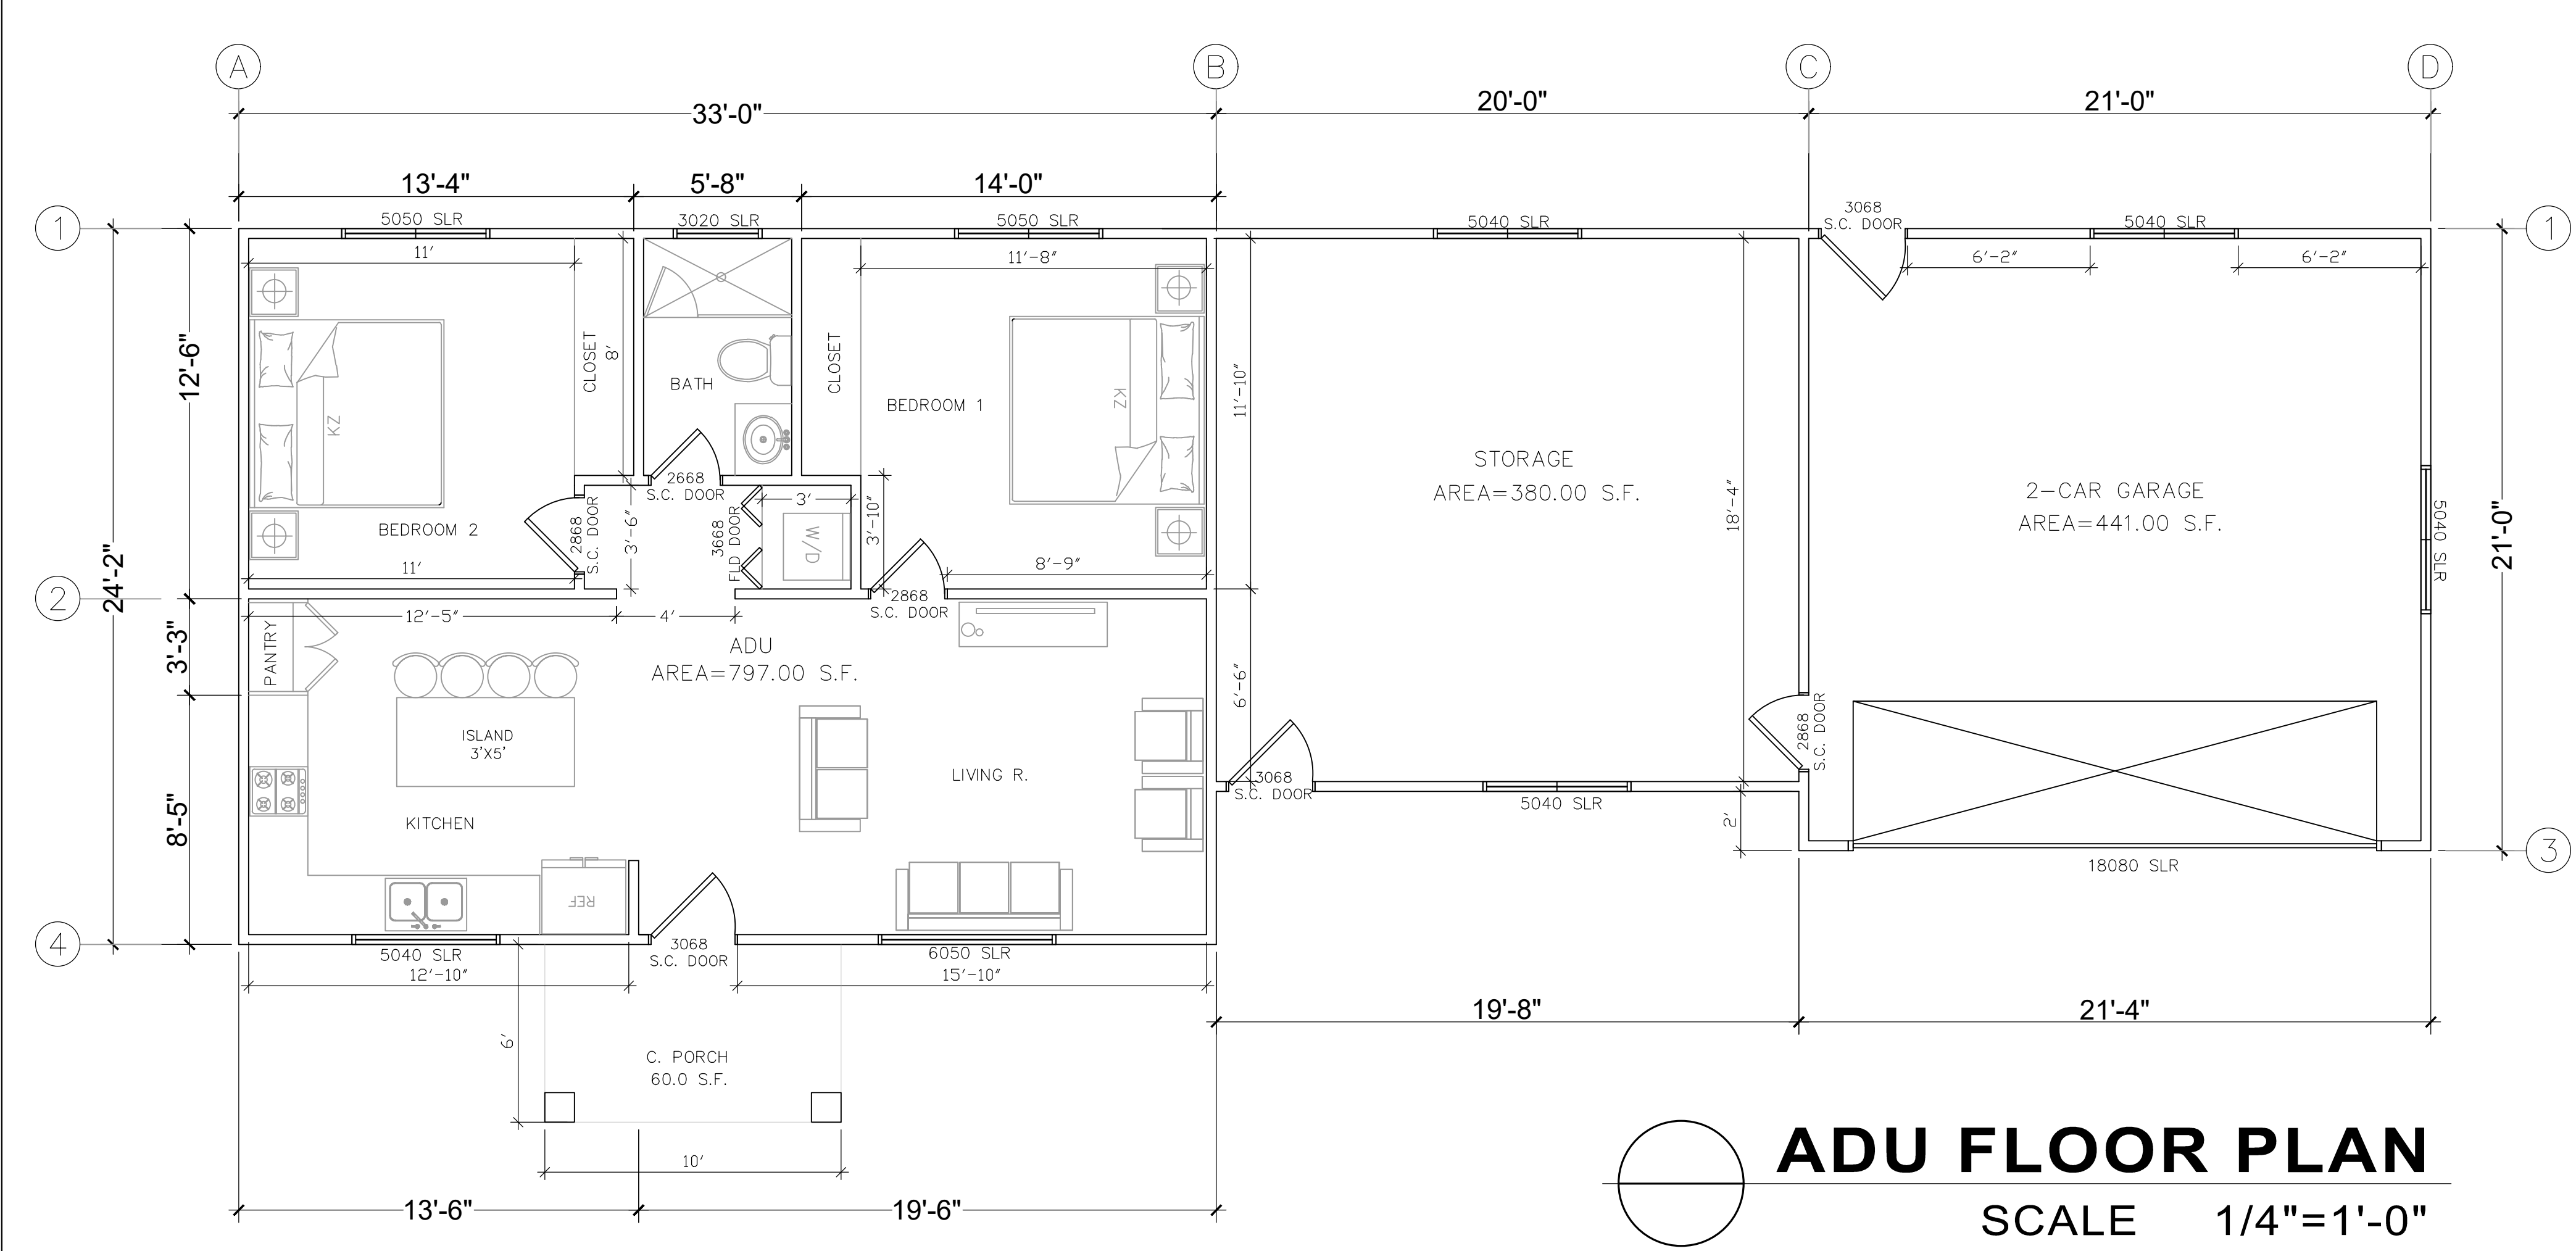 A
B
C
D
33'-0"
20'-0"
21'-0"
13'-4"
5'-8"
14'-0"
1
5050 SLR
3020 SLR
5050 SLR
5040 SLR
3068
S.C. DOOR
5040 SLR
1
11'
11'-8"
6'-2"
6'-2"
12'-6"
CLOSET
8'
BATH
CLOSET
BEDROOM 1
KZ
11'-10"
KZ
STORAGE
AREA=380.00 S.F.
18'-4"
2-CAR GARAGE
AREA=441.00 S.F.
5040 SLR
21'-0"
2668
S.C. DOOR
3'
BEDROOM 2
2868
S.C. DOOR
3'-6"
3668
FLD DOOR
W/D
3'-10"
24'-2"
11'
8'-9"
2
2868
S.C. DOOR
12'-5"
4'
3'-3"
PANTRY
ADU
AREA=797.00 S.F.
6'-6"
ISLAND
3'X5'
2868
S.C. DOOR
LIVING R.
3068
S.C. DOOR
5040 SLR
2'
8'-5"
KITCHEN
3
18080 SLR
REF
4
5040 SLR
3068
S.C. DOOR
6050 SLR
12'-10"
15'-10"
19'-8"
21'-4"
6'
C. PORCH
60.0 S.F.
10'
13'-6"
19'-6"
ADU FLOOR PLAN
SCALE 1/4"=1'-0"